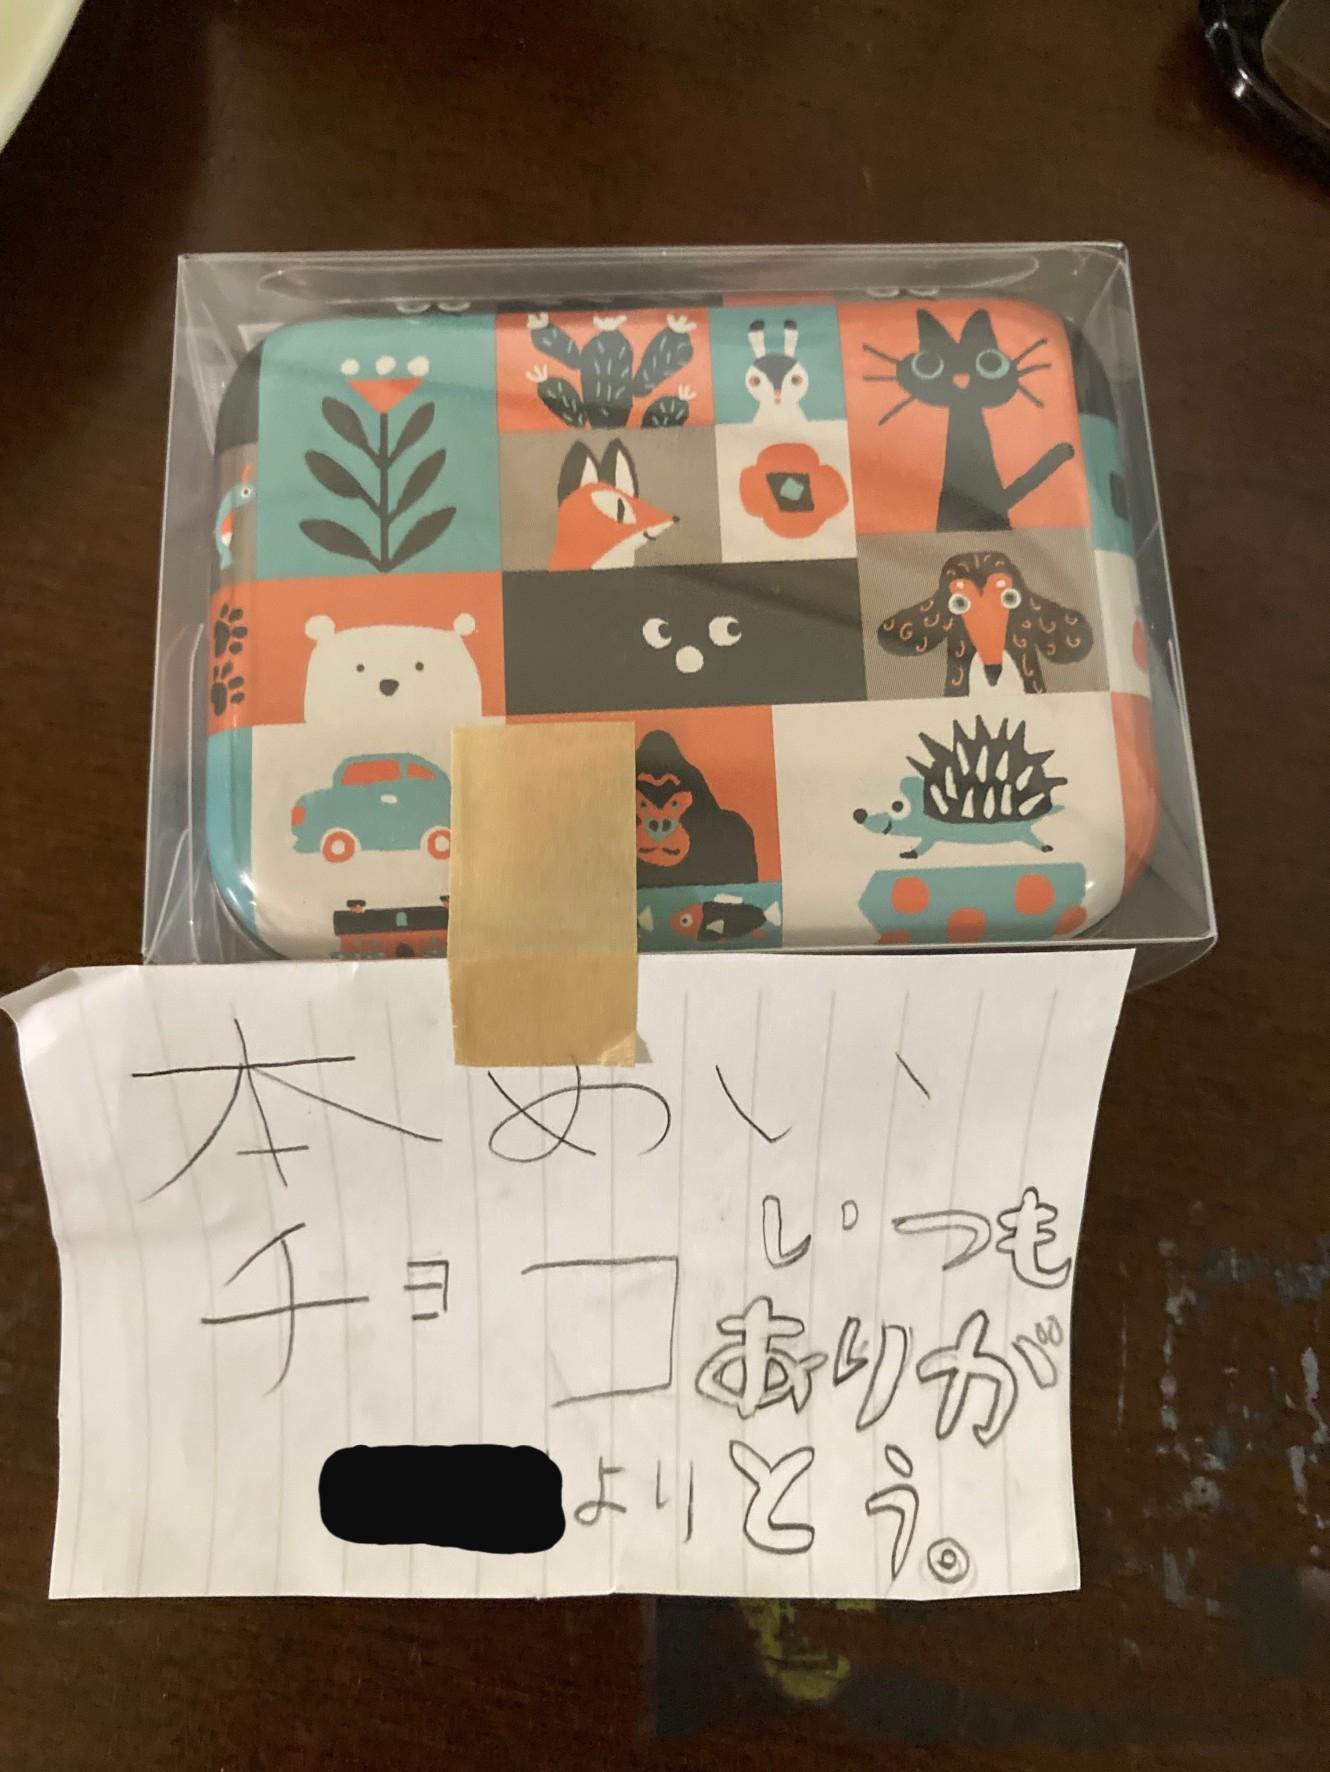 本めい
チョコ
いつも
ありが
とう。
より